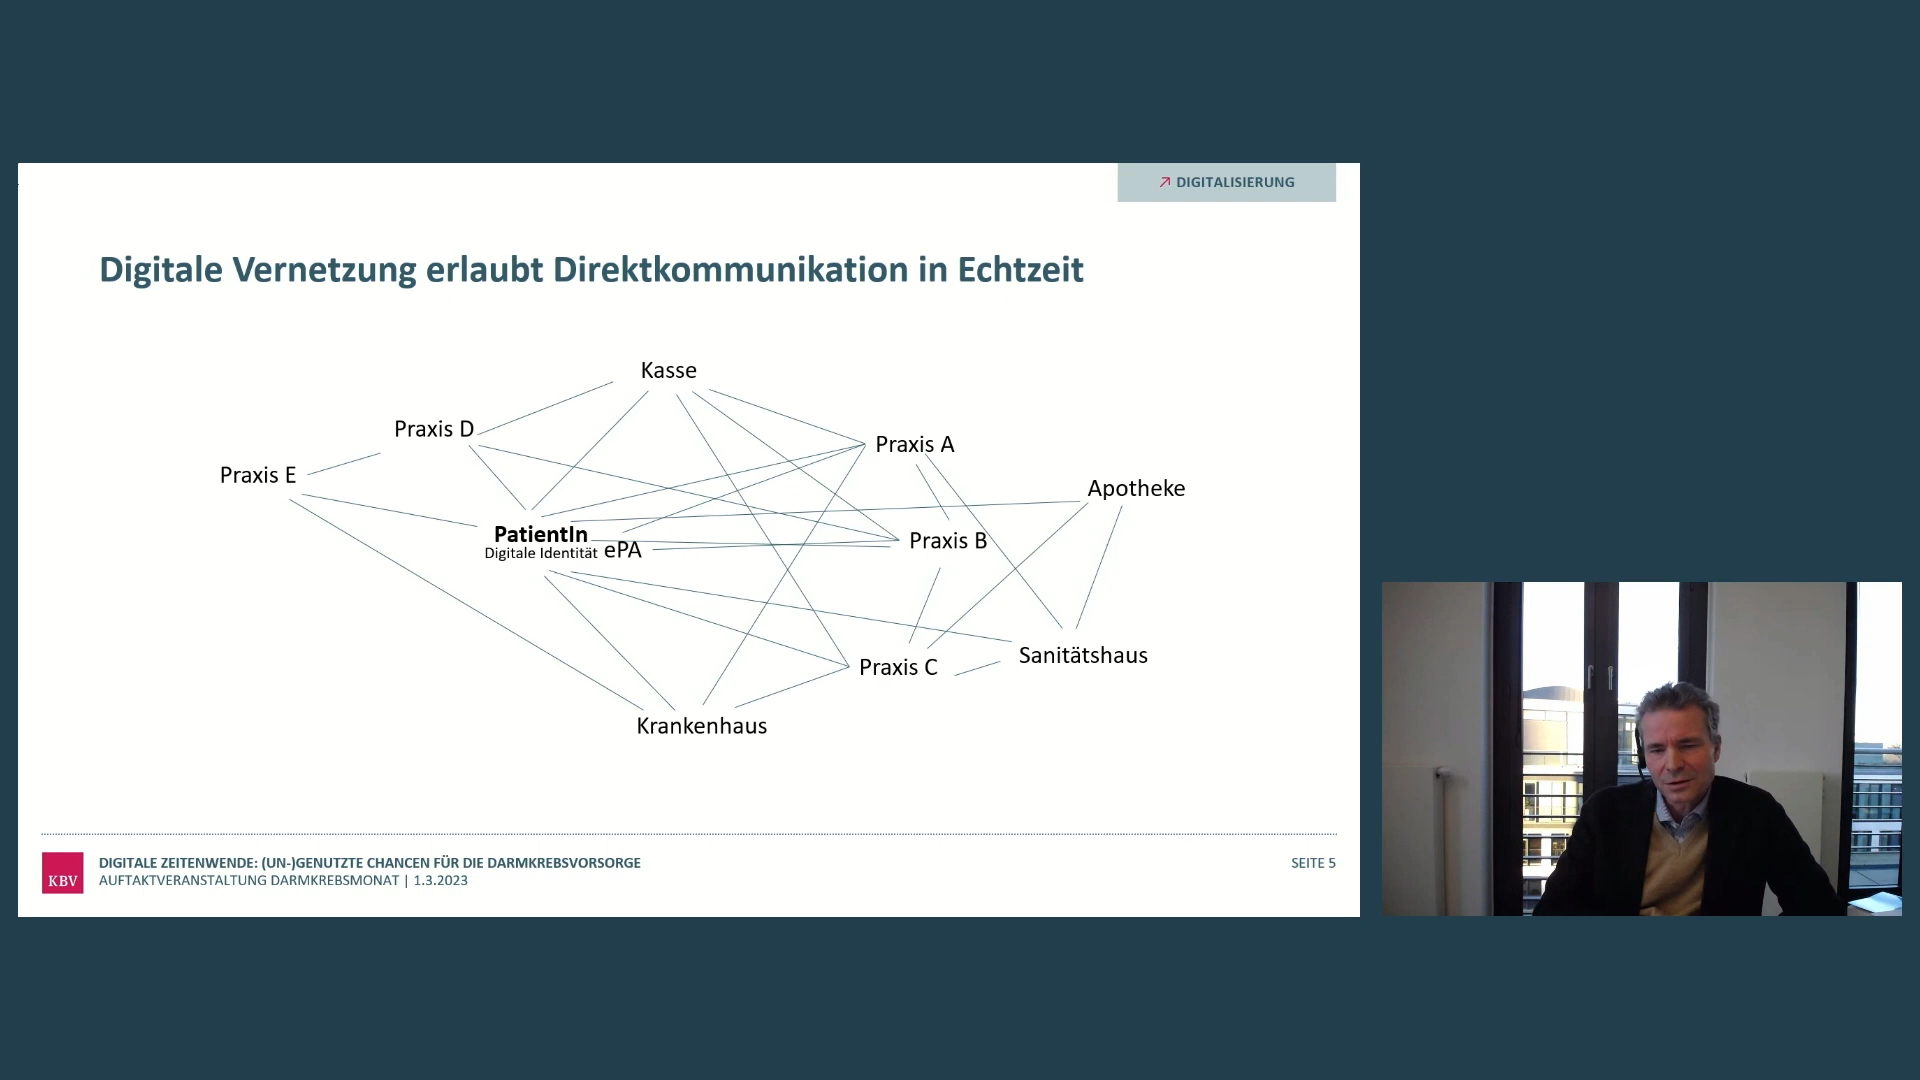 DIGITALISIERUNG
Digitale Vernetzung erlaubt Direktkommunikation in Echtzeit
Kasse
Praxis D
Praxis A
Praxis E
Apotheke
PatientIn
Digitale Identität ePA
Praxis B
Sanitätshaus
Praxis C
Krankenhaus
KBV
DIGITALE ZEITENWENDE: (UN-)GENUTZTE CHANCEN FÜR DIE DARMKREBSVORSORGE
AUFTAKTVERANSTALTUNG DARMKREBSMONAT | 1.3.2023
SEITE 5